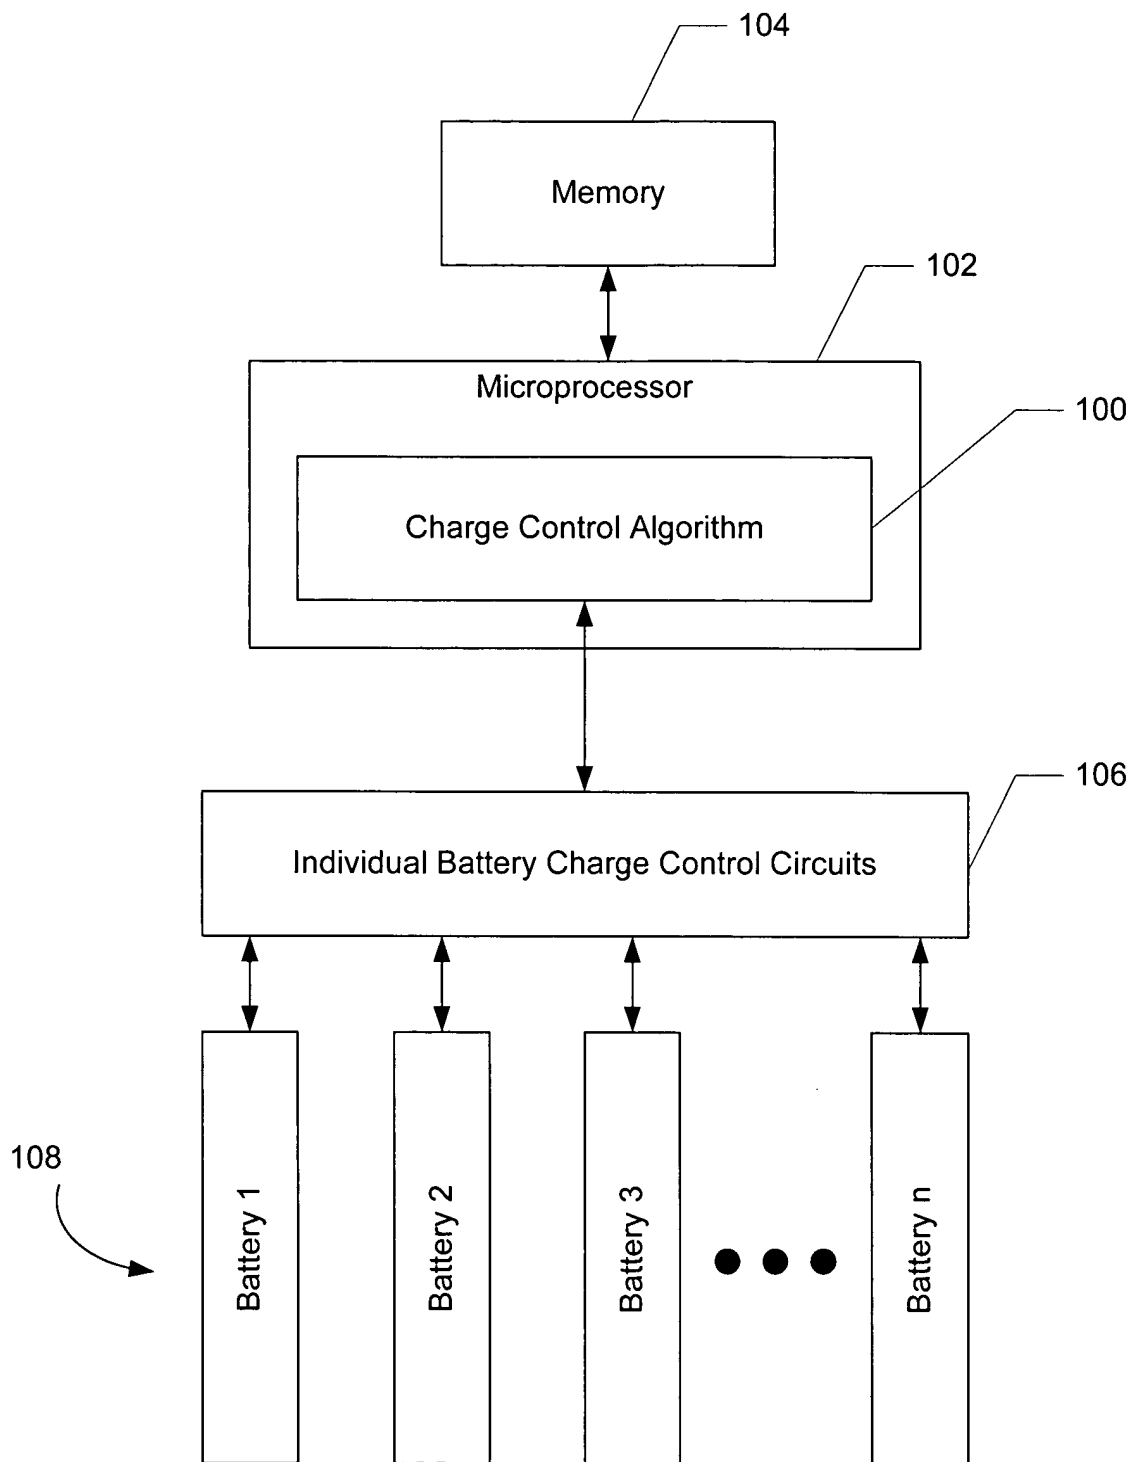 104
Memory
102
Microprocessor
100
Charge Control Algorithm
106
Individual Battery Charge Control Circuits
108
Battery 1
Battery 2
Battery 3
Battery n